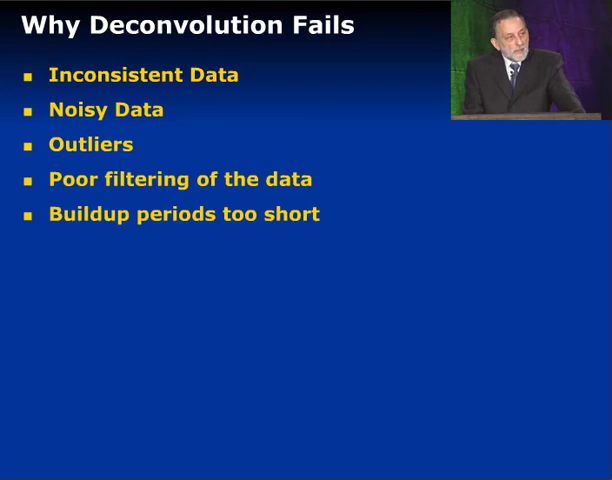 Why Deconvolution Fails
Inconsistent Data
Noisy Data
Outliers
Poor filtering of the data
Buildup periods too short